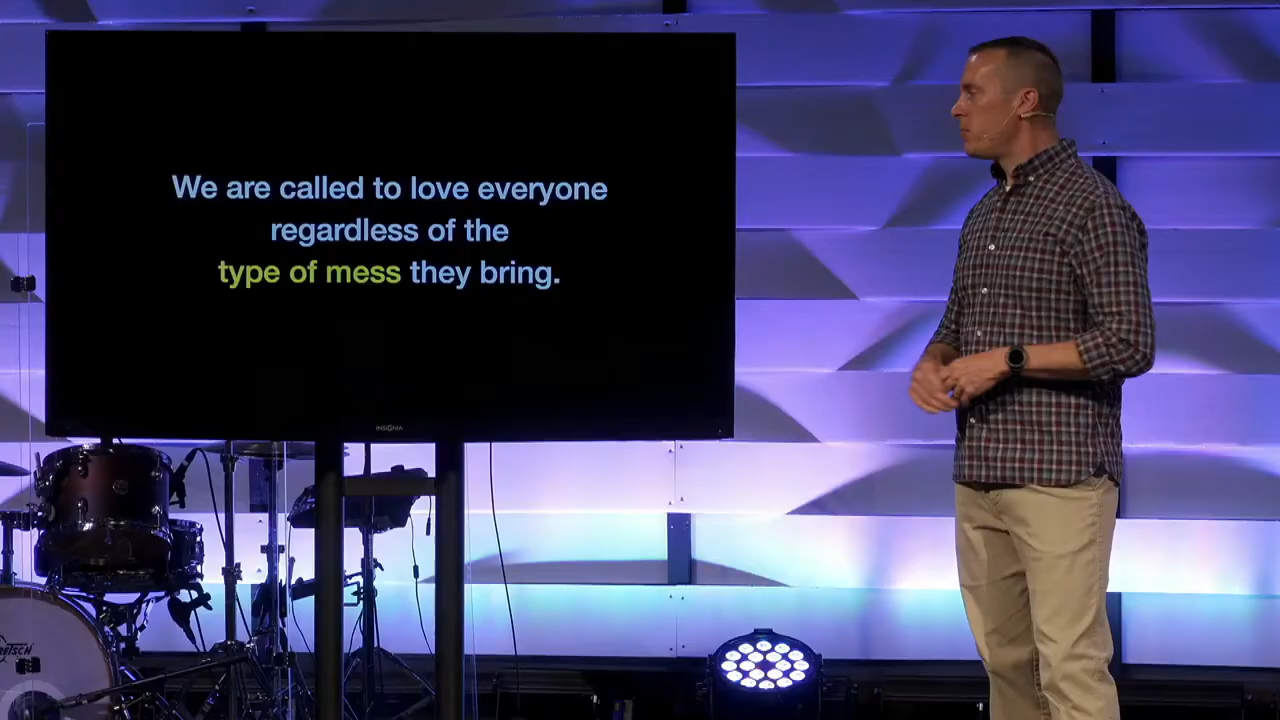 We are called to love everyone
regardless of the
type of mess they bring.
INSIGNIA